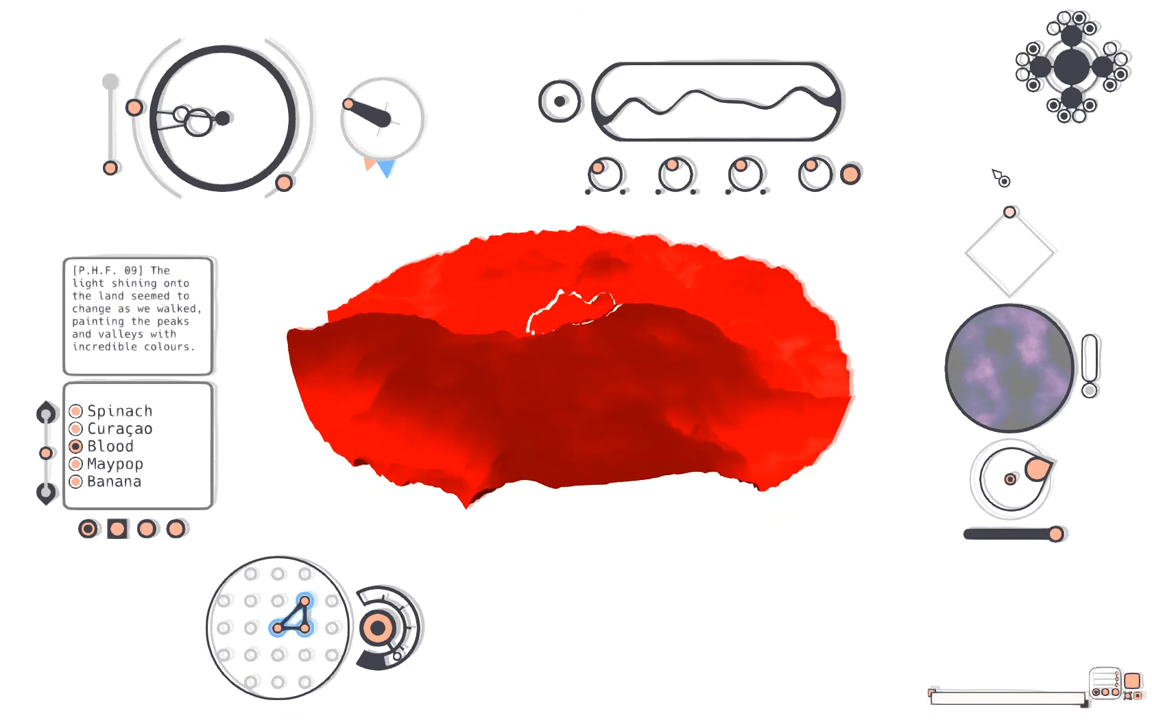 [P.H.F. 09] The
light shining onto
the land seemed to
change as we walked,
painting the peaks
and valleys with
incredible colours.
Spinach
Curaçao
Blood
Maypop
Banana